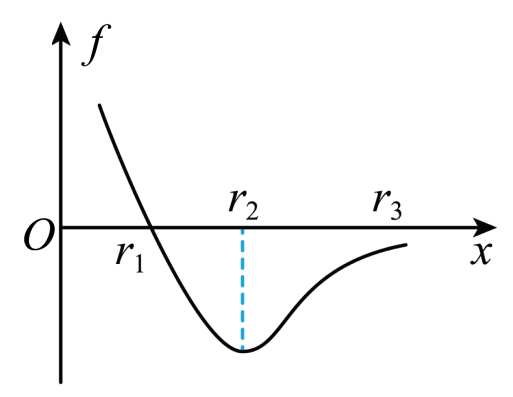 f
r₂ r₃
O r₁ x